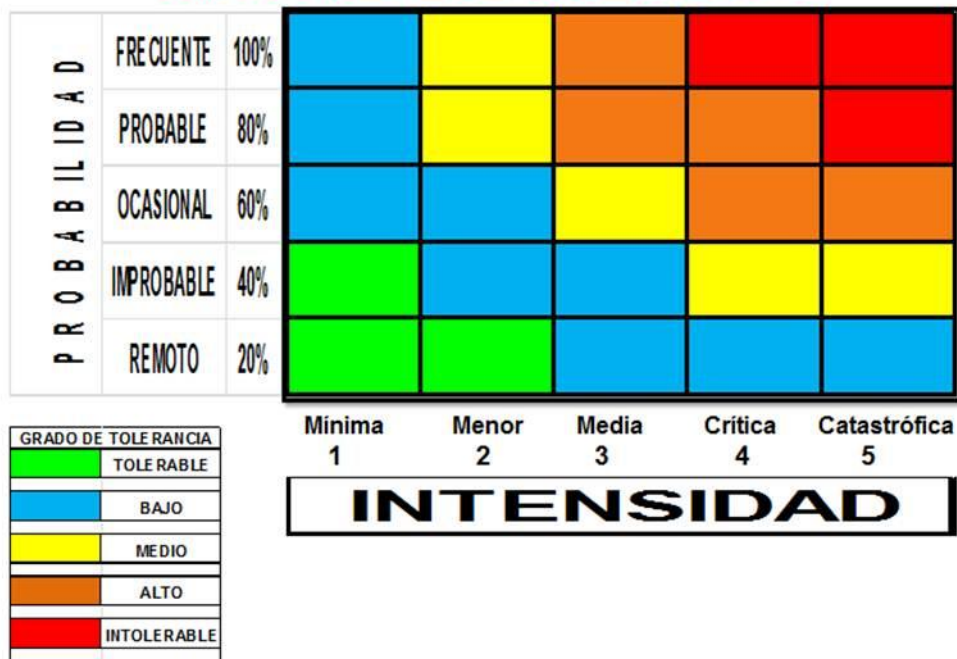 PROBABILIDAD
FRECUENTE 100%
PROBABLE 80%
OCASIONAL 60%
IMPROBABLE 40%
REMOTO 20%
Mínima Menor Media Crítica Catastrófica
1 2 3 4 5
INTENSIDAD
GRADO DE TOLERANCIA
TOLERABLE
BAJO
MEDIO
ALTO
INTOLERABLE